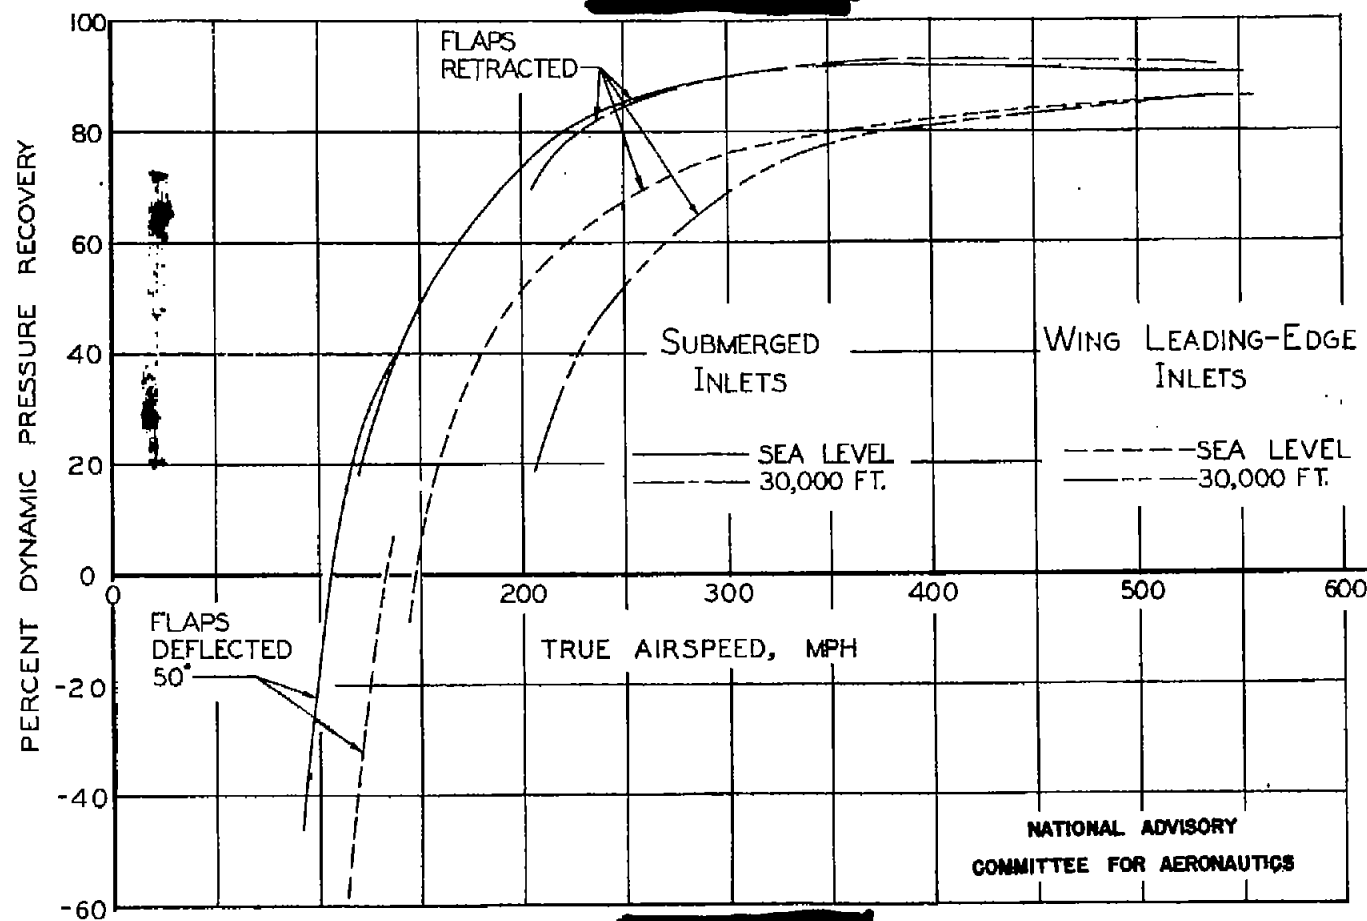 100
80
60
40
20
0
-20
-40
-60
PERCENT DYNAMIC PRESSURE RECOVERY
FLAPS
RETRACTED
SUBMERGED
INLETS
SEA LEVEL
30,000 FT.
WING LEADING-EDGE
INLETS
SEA LEVEL
30,000 FT.
0 200 300 400 500 600
TRUE AIRSPEED, MPH
FLAPS
DEFLECTED
50°
NATIONAL ADVISORY
COMMITTEE FOR AERONAUTICS